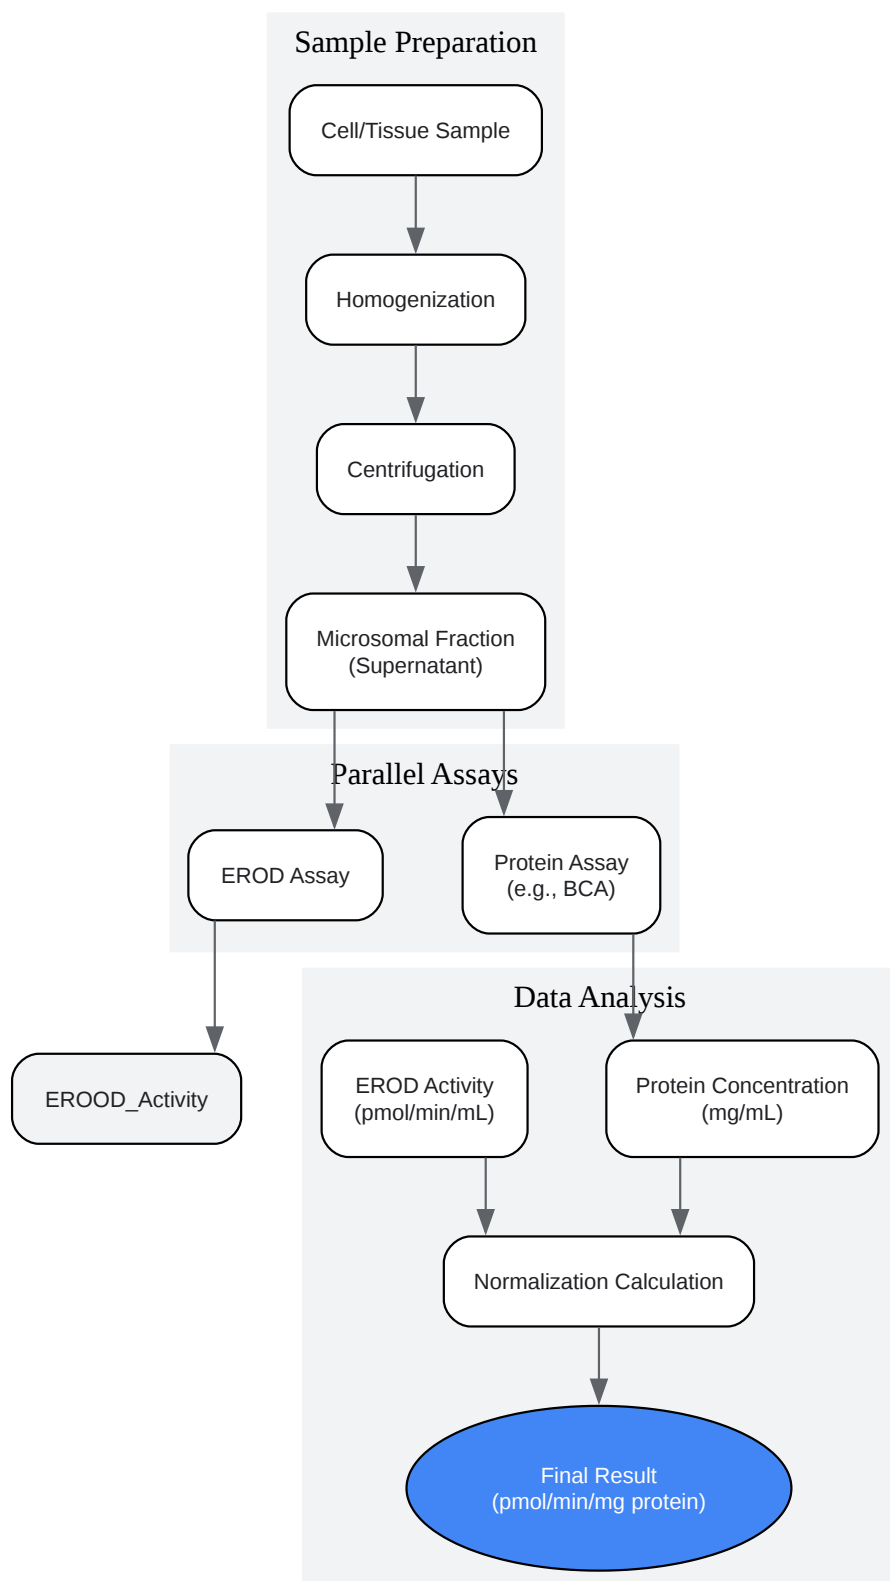 Sample Preparation
Cell/Tissue Sample
Homogenization
Centrifugation
Microsomal Fraction
(Supernatant)
Parallel Assays
EROD Assay
Protein Assay
(e.g., BCA)
Data Analysis
EROOD_Activity
EROD Activity
(pmol/min/mL)
Protein Concentration
(mg/mL)
Normalization Calculation
Final Result
(pmol/min/mg protein)